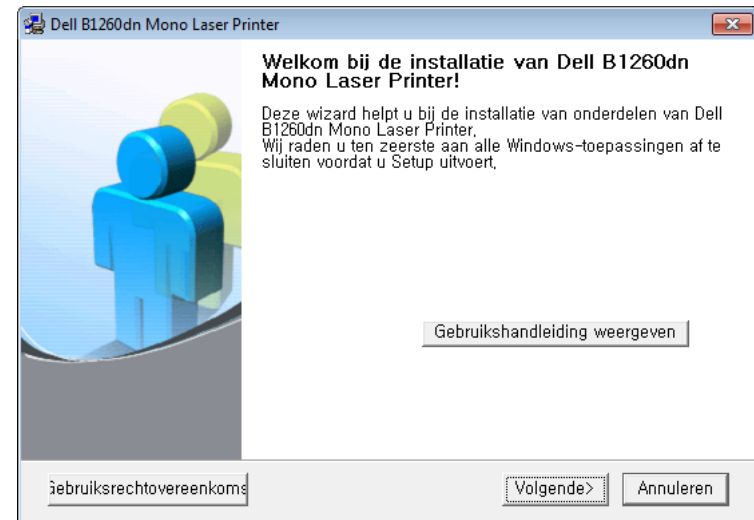 Dell B1260dn Mono Laser Printer
Welkom bij de installatie van Dell B1260dn
Mono Laser Printer!
Deze wizard helpt u bij de installatie van onderdelen van Dell
B1260dn Mono Laser Printer,
Wij raden u ten zeerste aan alle Windows-toepassingen af te
sluiten voordat u Setup uitvoert,
Gebruikshandleiding weergeven
Gebruiksrechtovereenkoms
Volgende>
Annuleren